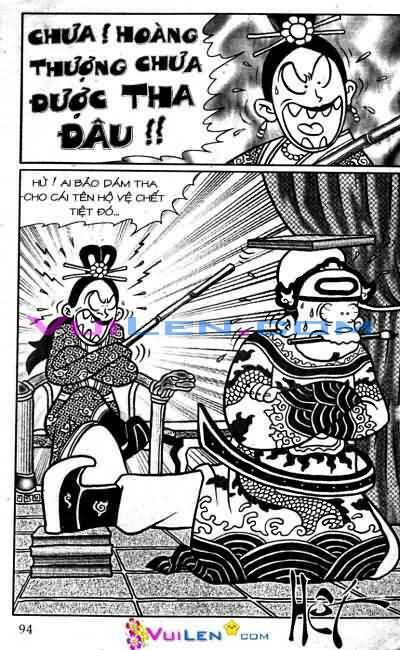 CHƯA! HOÀNG
THƯỢNG CHƯA
ĐƯỢC THA
ĐÂU!!
HỪ! AI BẢO DÁM THA
CHO CÁI TÊN HỘ VỆ CHẾT
TIỆT ĐÓ...
VUILEN.COM
Hết
94
VUILEN.COM